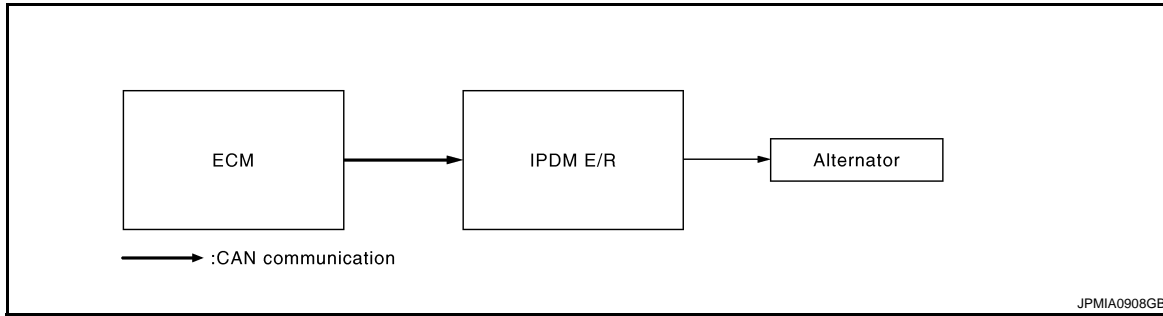 ECM
IPDM E/R
Alternator
:CAN communication
JPMIA0908GB